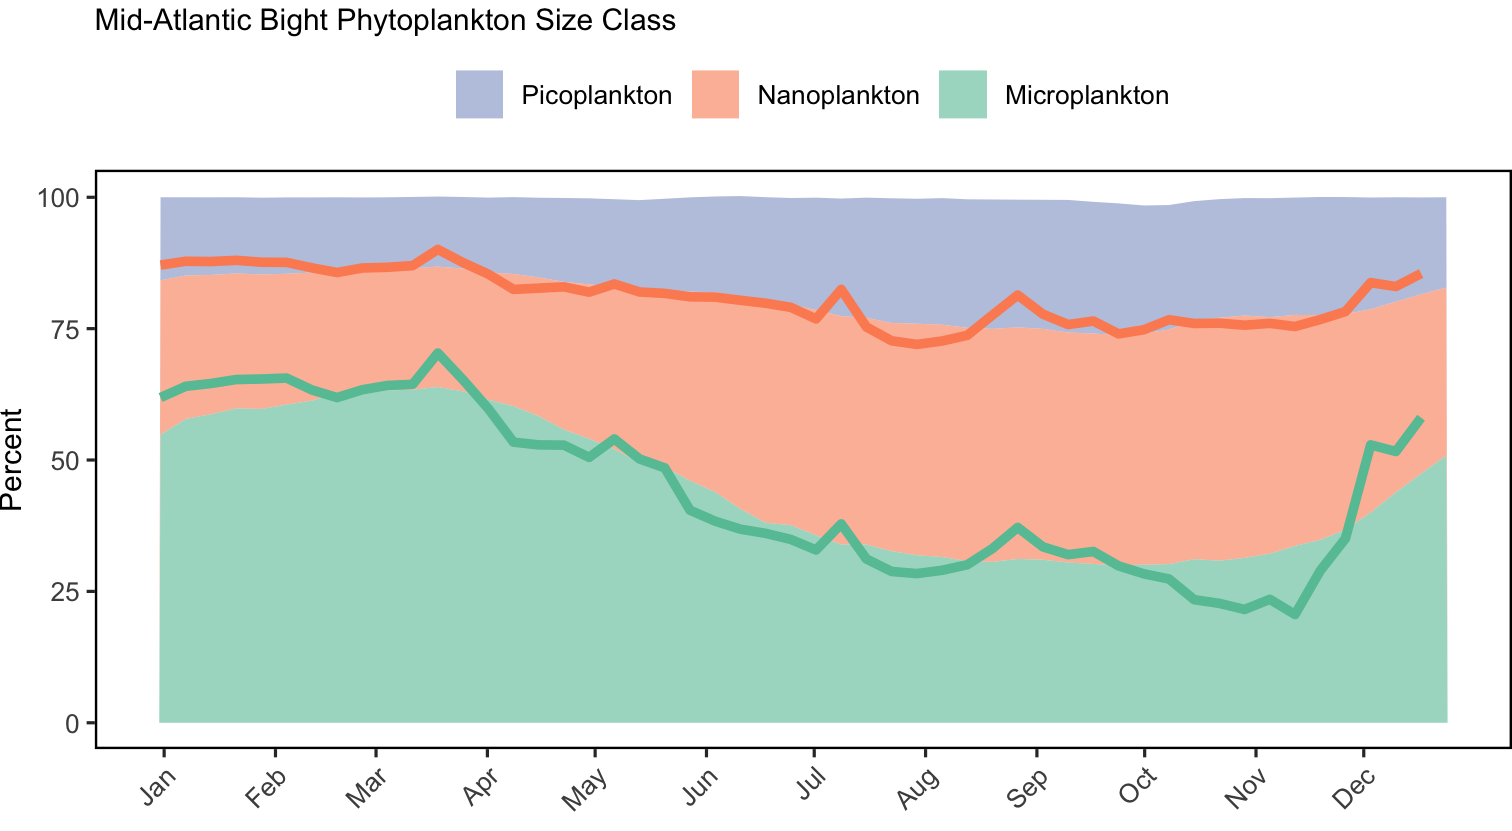 Mid-Atlantic Bight Phytoplankton Size Class
Picoplankton Nanoplankton Microplankton
Percent
100
75
50
25
0
Jan Feb Mar Apr May Jun Jul Aug Sep Oct Nov Dec